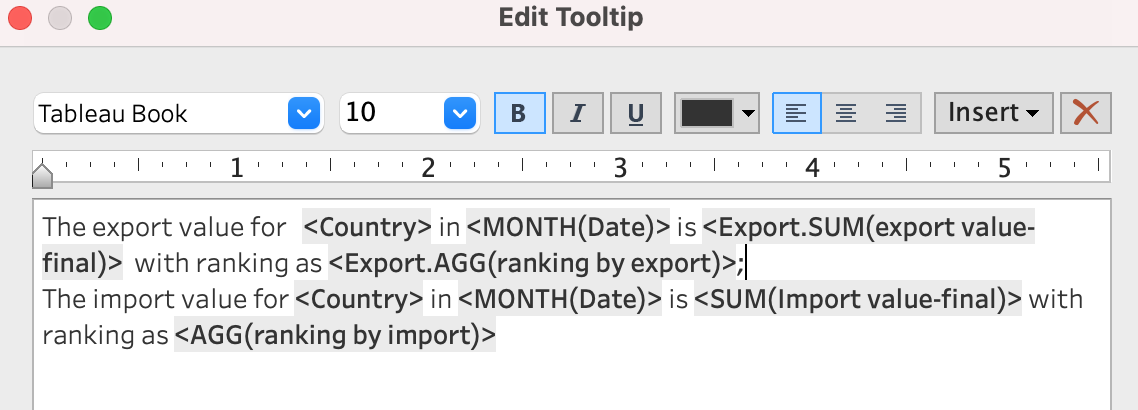 Edit Tooltip
Tableau Book 10 B I U Insert
1 2 3 4 5
The export value for <Country> in <MONTH(Date)> is <Export.SUM(export value-
final)> with ranking as <Export.AGG(ranking by export)>;
The import value for <Country> in <MONTH(Date)> is <SUM(Import value-final)> with
ranking as <AGG(ranking by import)>